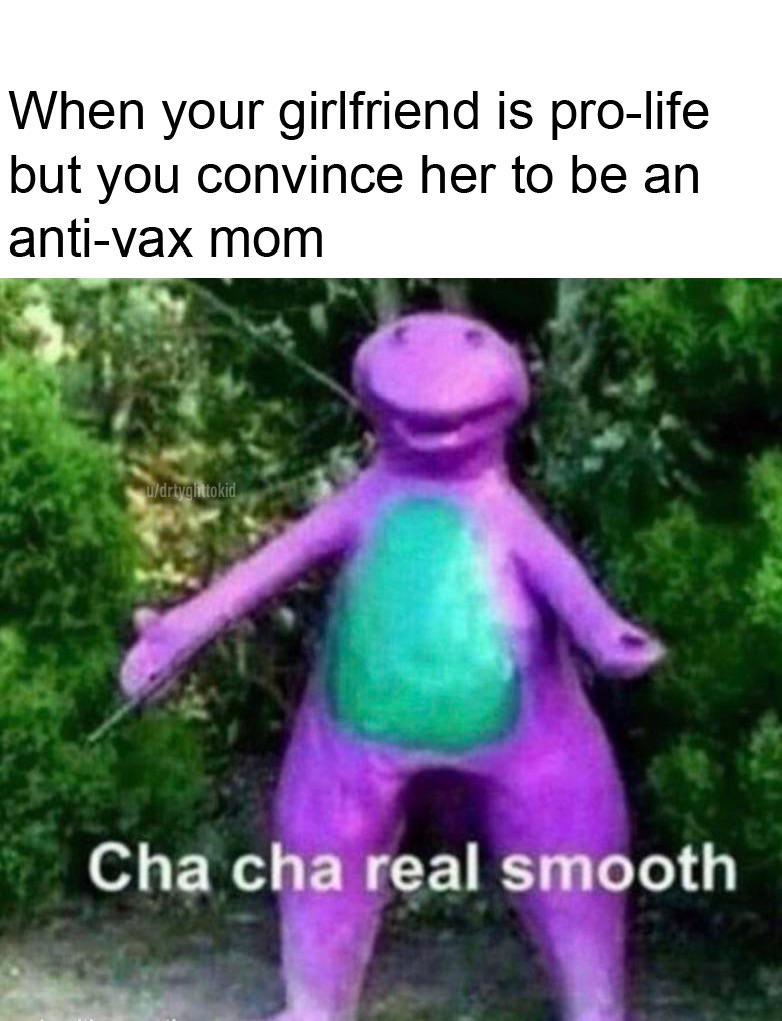 When your girlfriend is pro-life
but you convince her to be an
anti-vax mom
u/drtyghttokid
Cha cha real smooth